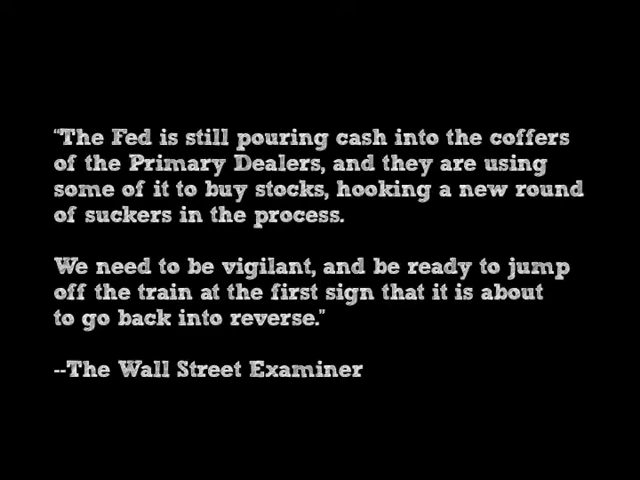 "The Fed is still pouring cash into the coffers
of the Primary Dealers, and they are using
some of it to buy stocks, hooking a new round
of suckers in the process.
We need to be vigilant, and be ready to jump
off the train at the first sign that it is about
to go back into reverse."
--The Wall Street Examiner